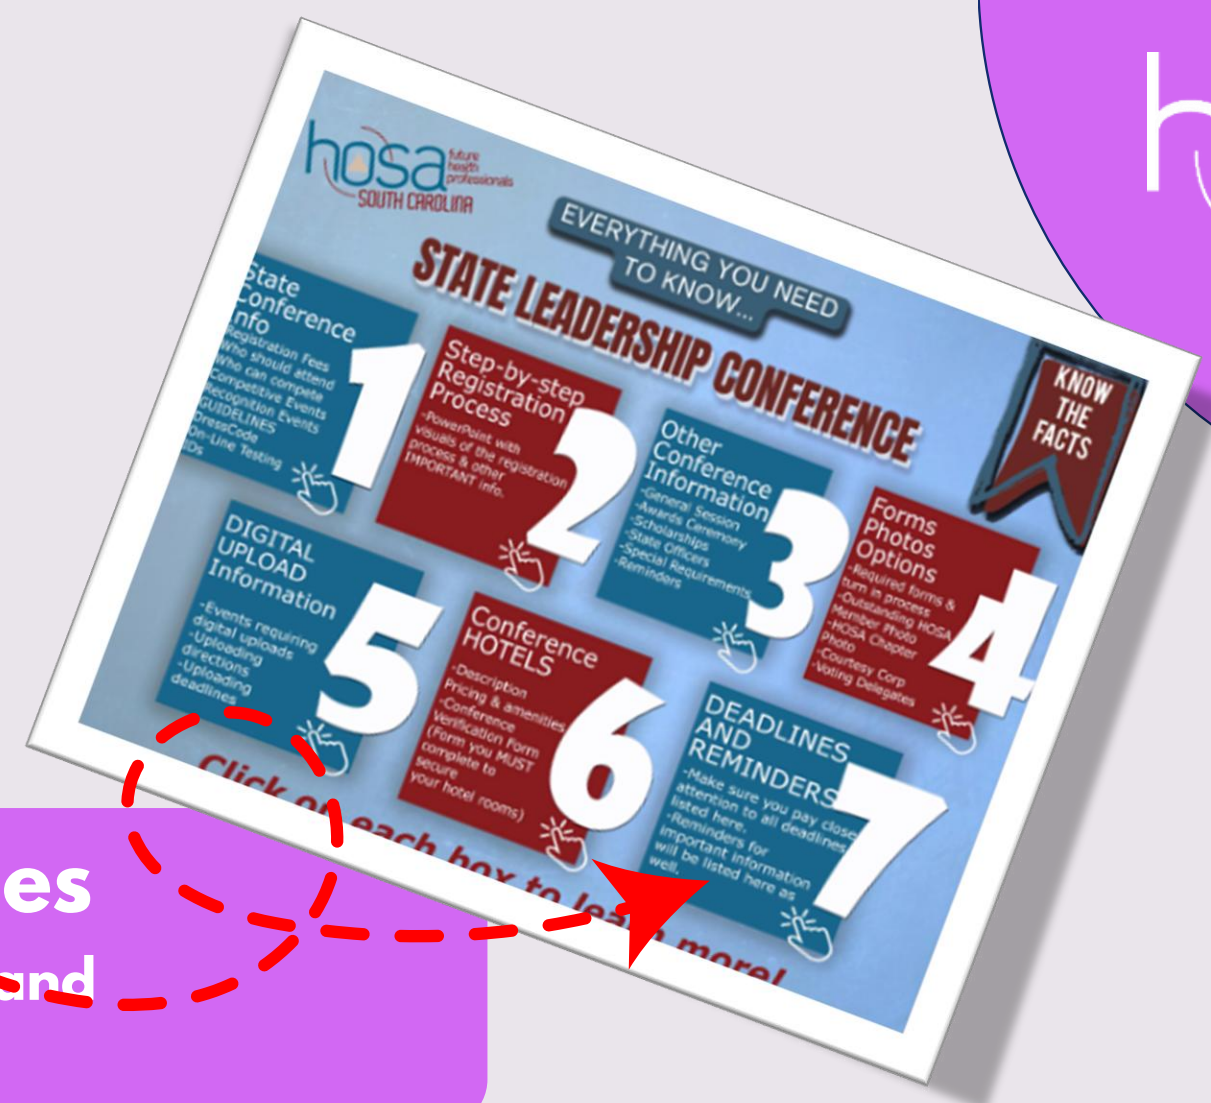 hosa
future
health
professionals
SOUTH CAROLINA
EVERYTHING YOU NEED
TO KNOW...
STATE LEADERSHIP CONFERENCE
KNOW
THE
FACTS
State
Conference
nfo
Registration Fees
Who should attend
Who can compete
Competitive Events
Recognition Events
GUIDELINES
DressCode
On-Line Testing
IDs
1
Step-by-step
Registration
Process
-PowerPoint with
visuals of the registration
process & other
IMPORTANT info.
2
Other
Conference
Information
-General Session
-Awards Ceremony
-Scholarships
-State Officers
-Special Requirements
-Reminders
3
Forms
Photos
Options
-Required forms &
turn in process
-Outstanding HOSA
Member Photo
-HOSA Chapter
Photo
-Courtesy Corp
-Voting Delegates
4
DIGITAL
UPLOAD
Information
-Events requiring
digital uploads
-Uploading
directions
-Uploading
deadlines
5
Conference
HOTELS
-Description
Pricing & amenities
-Conference
Verification Form
(Form you MUST
complete to
secure
your hotel rooms)
6
DEADLINES
AND
REMINDERS
-Make sure you pay close
attention to all deadlines
listed here.
-Reminders for
important information
will be listed here as
well.
7
Click on each box to learn more!
es
and
h